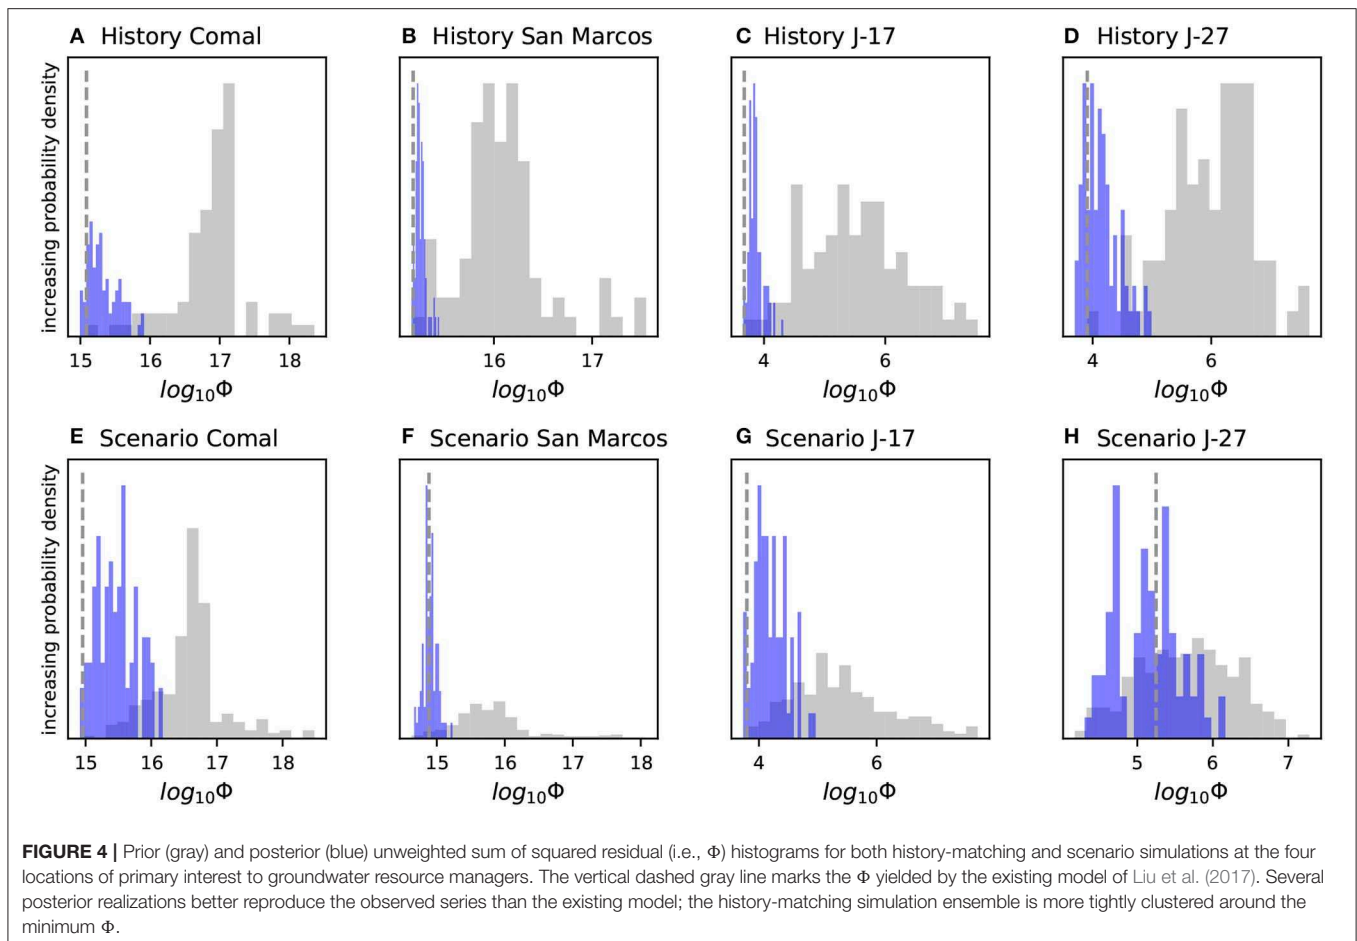 A History Comal
B History San Marcos
C History J-17
D History J-27
increasing probability density
15 16 17 18
16 17
4 6
4 6
log10Φ
log10Φ
log10Φ
log10Φ
E Scenario Comal
F Scenario San Marcos
G Scenario J-17
H Scenario J-27
increasing probability density
15 16 17 18
15 16 17 18
4 6
5 6 7
log10Φ
log10Φ
log10Φ
log10Φ
FIGURE 4 | Prior (gray) and posterior (blue) unweighted sum of squared residual (i.e., Φ) histograms for both history-matching and scenario simulations at the four
locations of primary interest to groundwater resource managers. The vertical dashed gray line marks the Φ yielded by the existing model of Liu et al. (2017). Several
posterior realizations better reproduce the observed series than the existing model; the history-matching simulation ensemble is more tightly clustered around the
minimum Φ.